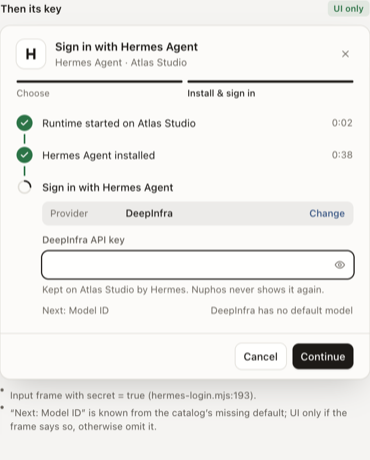 Then its key
UI only
H
Sign in with Hermes Agent
Hermes Agent · Atlas Studio
×
Choose
Install & sign in
Runtime started on Atlas Studio
0:02
Hermes Agent installed
0:38
Sign in with Hermes Agent
Provider DeepInfra Change
DeepInfra API key
Kept on Atlas Studio by Hermes. Nuphos never shows it again.
Next: Model ID
DeepInfra has no default model
Cancel
Continue
• Input frame with secret = true (hermes-login.mjs:193).
• “Next: Model ID” is known from the catalog's missing default; UI only if the
frame says so, otherwise omit it.